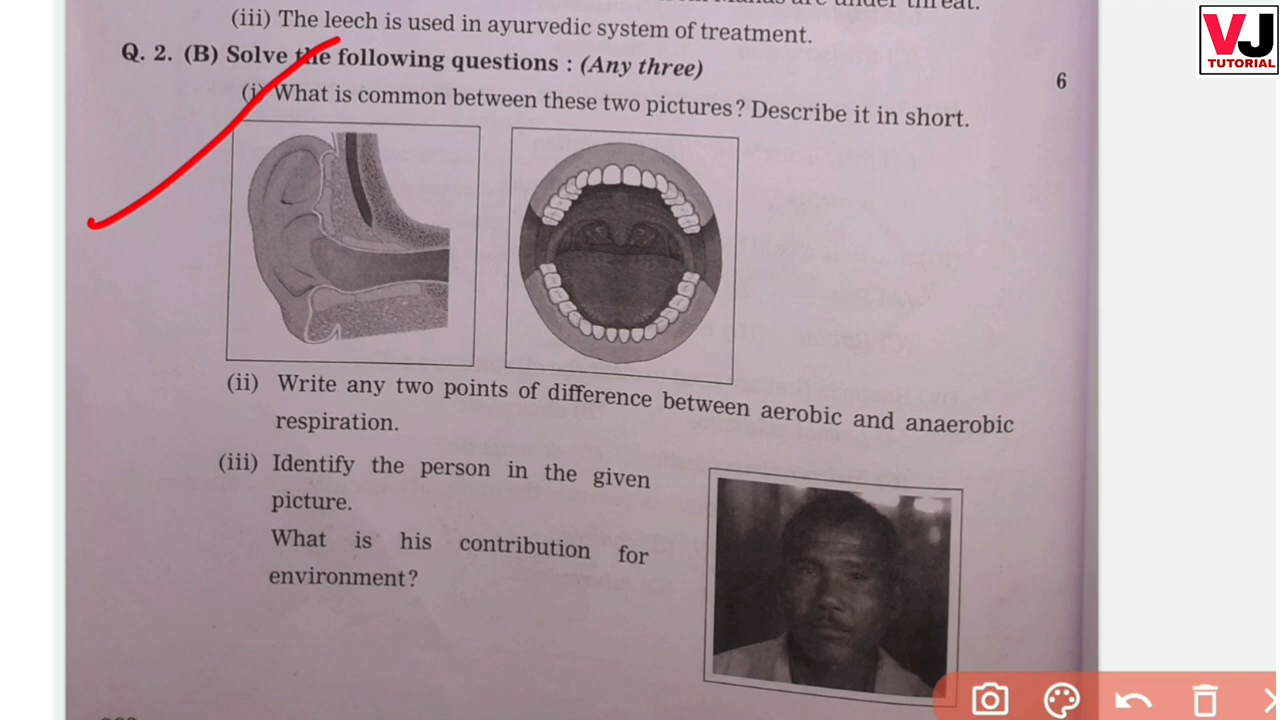 (iii) The leech is used in ayurvedic system of treatment.
Q. 2. (B) Solve the following questions : (Any three)
6
(i) What is common between these two pictures? Describe it in short.
(ii) Write any two points of difference between aerobic and anaerobic
respiration.
(iii) Identify the person in the given
picture.
What is his contribution for
environment?
VJ
TUTORIAL